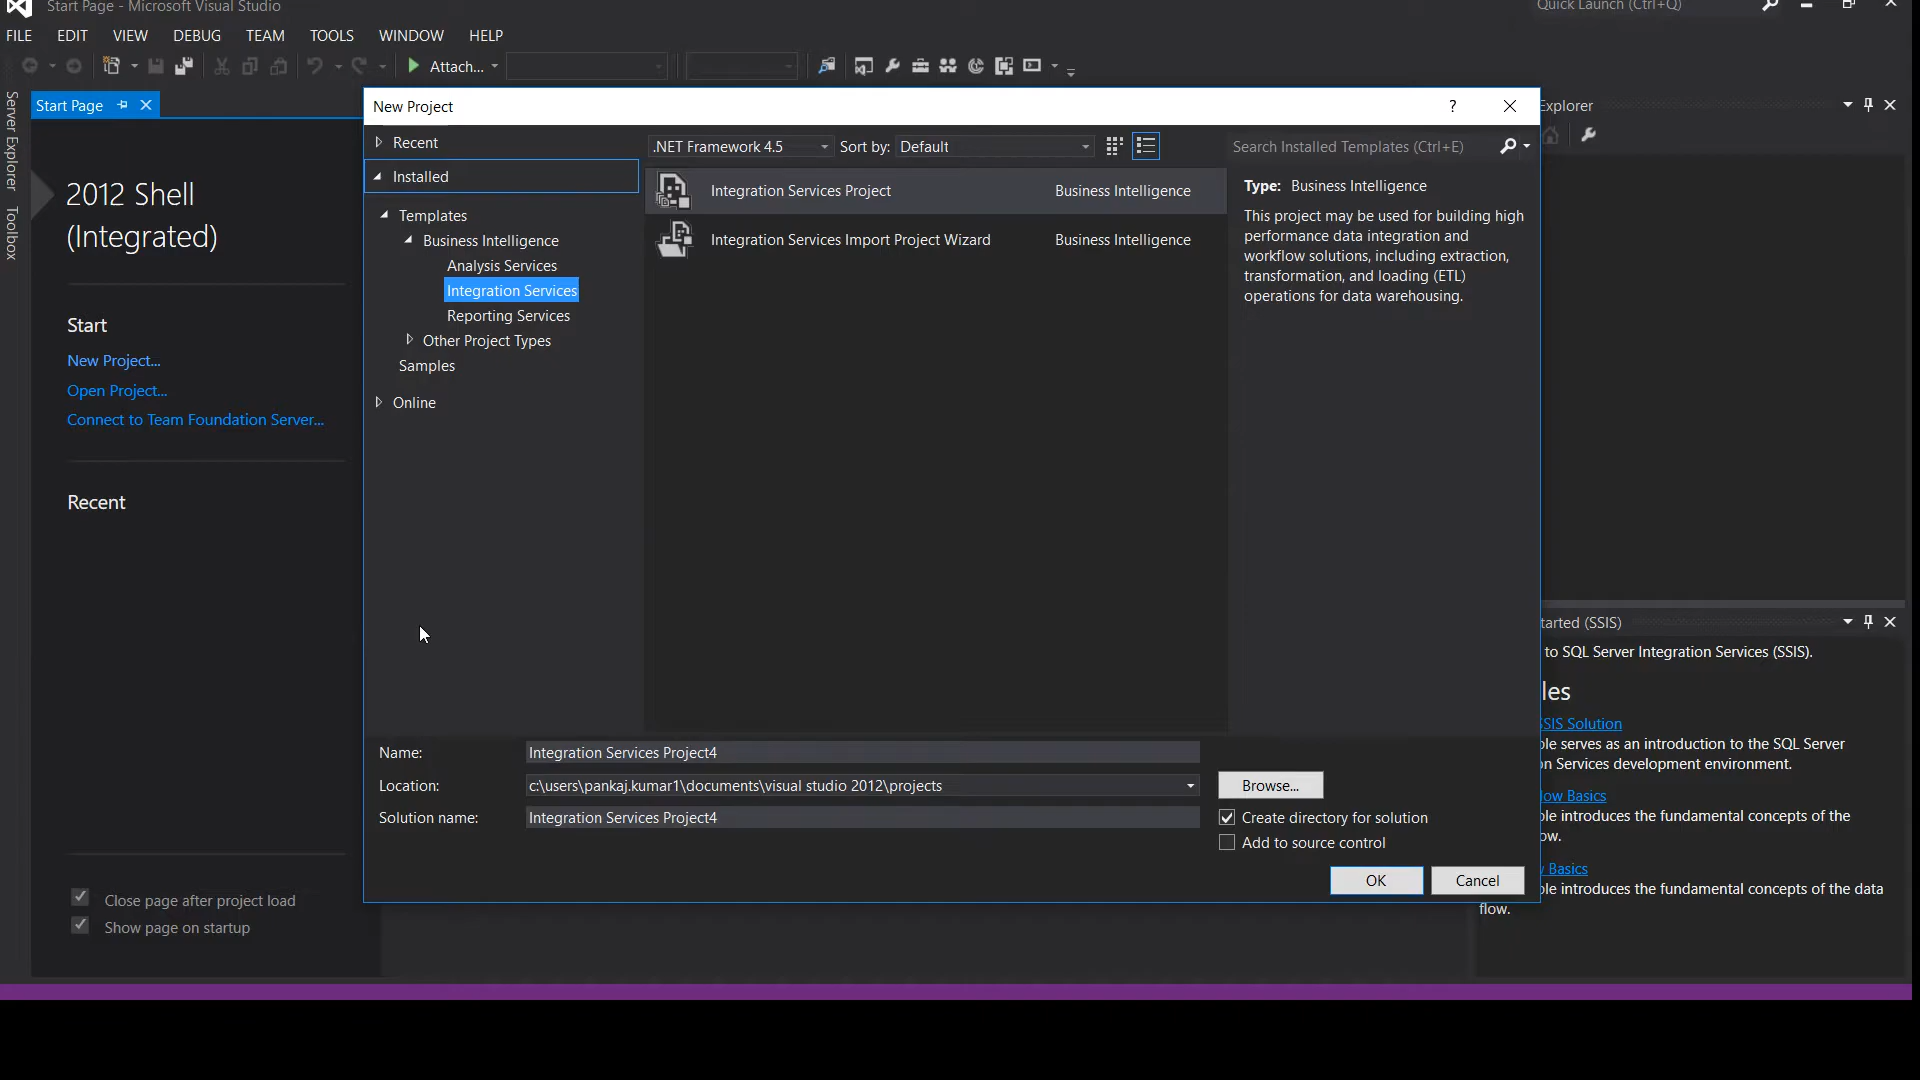 Start Page - Microsoft Visual Studio
Quick Launch (Ctrl+Q)
FILE EDIT VIEW DEBUG TEAM TOOLS WINDOW HELP
Attach...
Server Explorer
Toolbox
Start Page
2012 Shell
(Integrated)
Start
New Project...
Open Project...
Connect to Team Foundation Server...
Recent
Close page after project load
Show page on startup
New Project
?
Recent
Installed
Templates
Business Intelligence
Analysis Services
Integration Services
Reporting Services
Other Project Types
Samples
Online
.NET Framework 4.5 Sort by: Default
Search Installed Templates (Ctrl+E)
Integration Services Project Business Intelligence
Integration Services Import Project Wizard Business Intelligence
Type: Business Intelligence
This project may be used for building high
performance data integration and
workflow solutions, including extraction,
transformation, and loading (ETL)
operations for data warehousing.
Name: Integration Services Project4
Location: c:\users\pankaj.kumar1\documents\visual studio 2012\projects
Browse...
Solution name: Integration Services Project4
Create directory for solution
Add to source control
OK Cancel
Explorer
tarted (SSIS)
to SQL Server Integration Services (SSIS).
les
SSIS Solution
ple serves as an introduction to the SQL Server
n Services development environment.
low Basics
ple introduces the fundamental concepts of the
ow.
Basics
ple introduces the fundamental concepts of the data
flow.